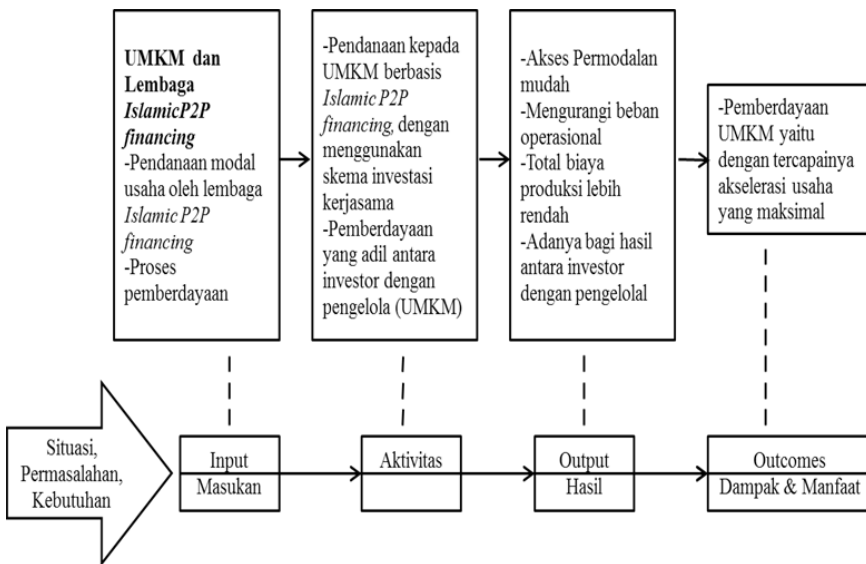 UMKM dan
Lembaga
IslamicP2P
financing
-Pendanaan modal
usaha oleh lembaga
Islamic P2P
financing
-Proses
pemberdayaan
-Pendanaan kepada
UMKM berbasis
Islamic P2P
financing, dengan
menggunakan
skema investasi
kerjasama
-Pemberdayaan
yang adil antara
investor dengan
pengelola (UMKM)
-Akses Permodalan
mudah
-Mengurangi beban
operasional
-Total biaya
produksi lebih
rendah
-Adanya bagi hasil
antara investor
dengan pengelolal
-Pemberdayaan
UMKM yaitu
dengan tercapainya
akselerasi usaha
yang maksimal
Situasi,
Permasalahan,
Kebutuhan
Input
Masukan
Aktivitas
Output
Hasil
Outcomes
Dampak & Manfaat